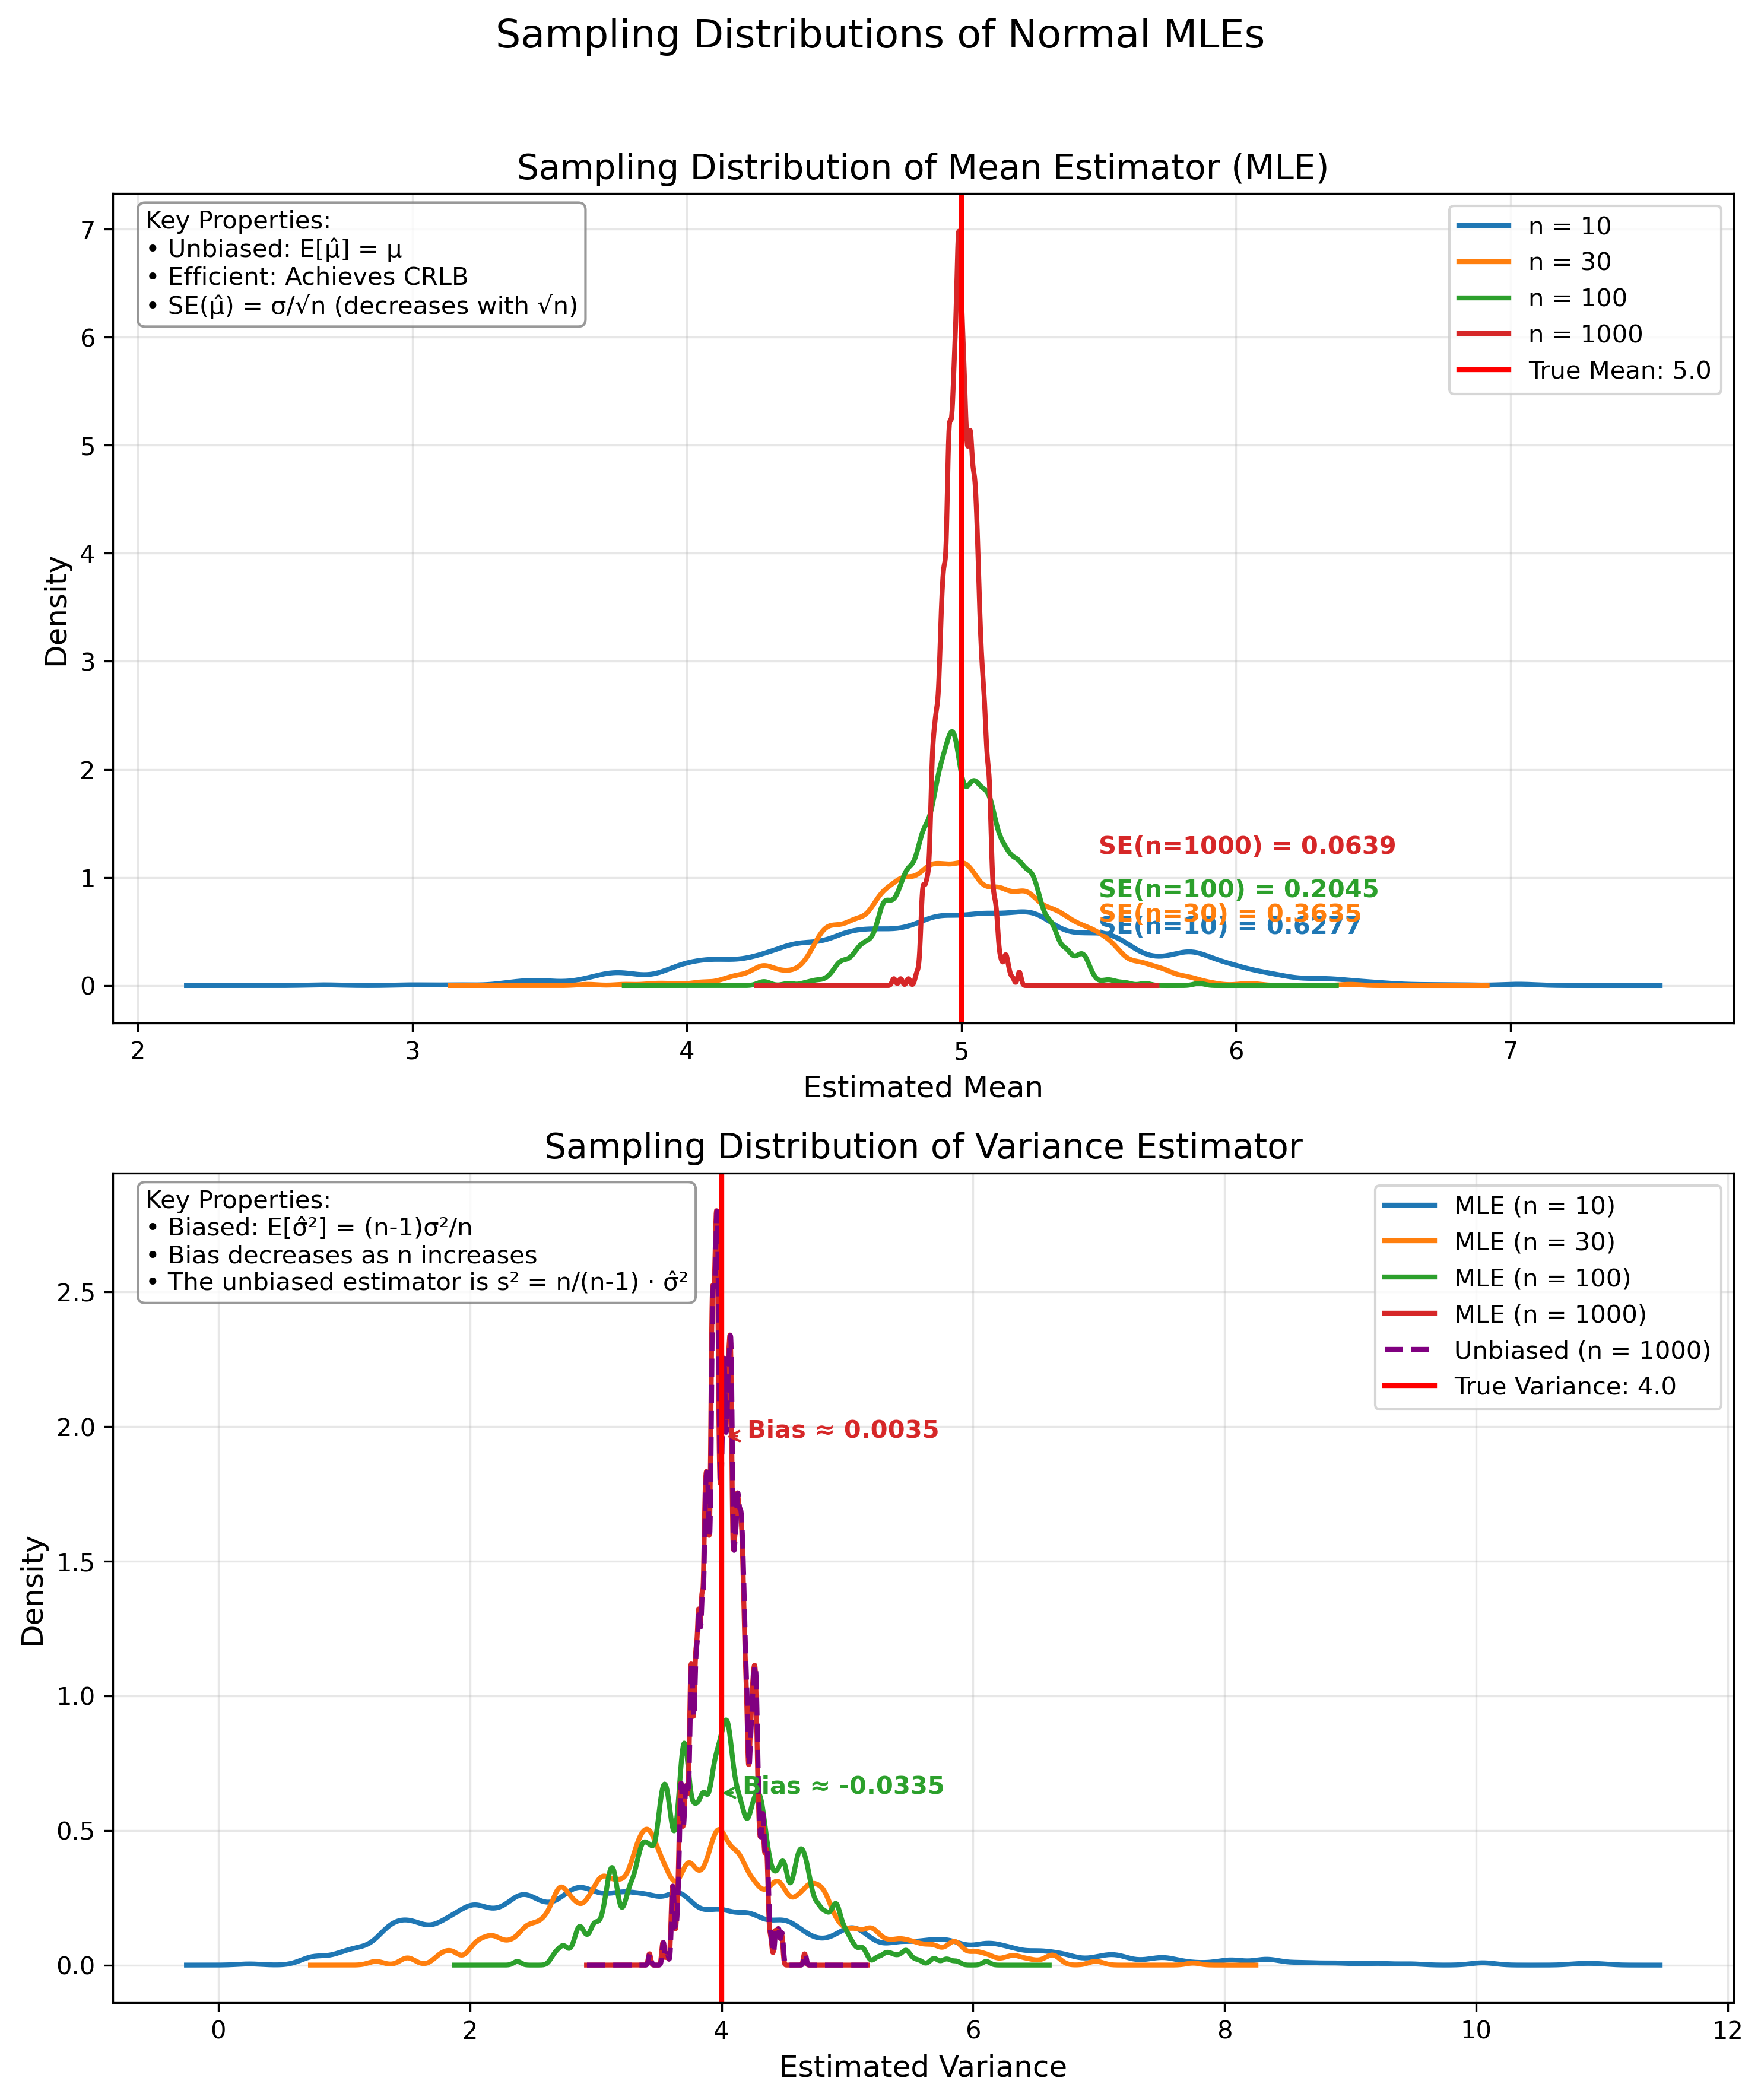 Sampling Distributions of Normal MLEs
Sampling Distribution of Mean Estimator (MLE)
Key Properties:
• Unbiased: E[μ̂] = μ
• Efficient: Achieves CRLB
• SE(μ̂) = σ/√n (decreases with √n)
n = 10
n = 30
n = 100
n = 1000
True Mean: 5.0
7
6
5
4
3
2
1
0
Density
SE(n=1000) = 0.0639
SE(n=100) = 0.2045
SE(n=30) = 0.3635
SE(n=10) = 0.6277
2 3 4 5 6 7
Estimated Mean
Sampling Distribution of Variance Estimator
Key Properties:
• Biased: E[σ̂²] = (n-1)σ²/n
• Bias decreases as n increases
• The unbiased estimator is s² = n/(n-1) · σ̂²
MLE (n = 10)
MLE (n = 30)
MLE (n = 100)
MLE (n = 1000)
Unbiased (n = 1000)
True Variance: 4.0
2.5
2.0
1.5
1.0
0.5
0.0
Density
Bias ≈ 0.0035
Bias ≈ -0.0335
0 2 4 6 8 10 12
Estimated Variance